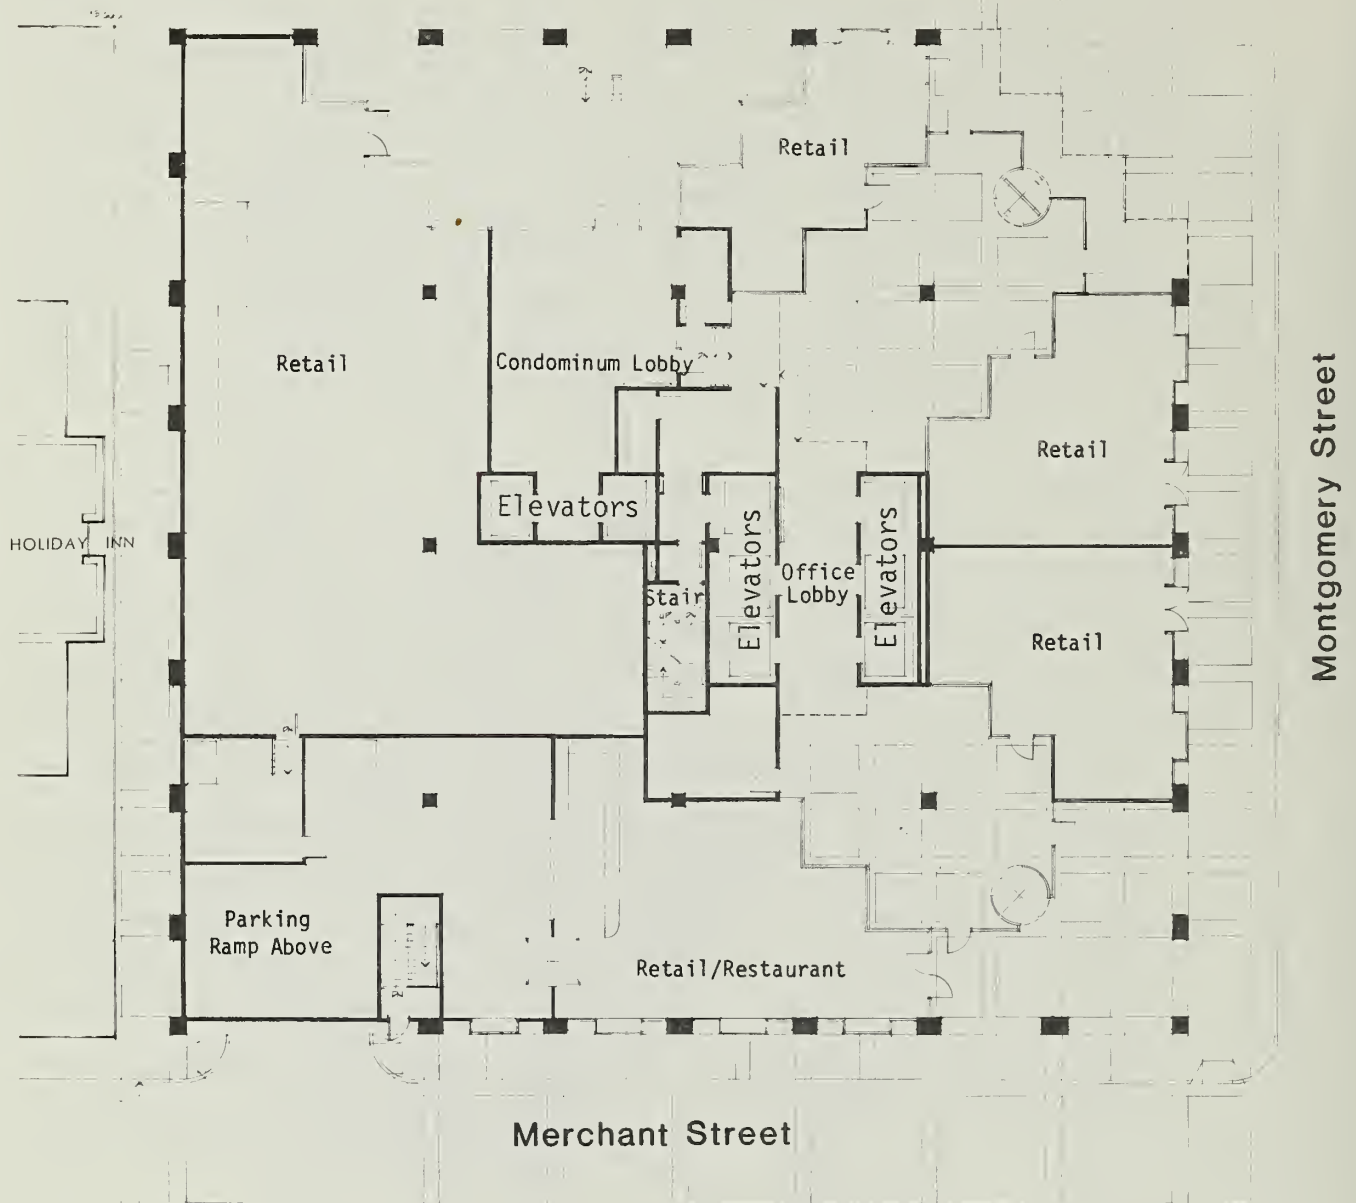 Retail
Retail
Condominum Lobby
Retail
Elevators
HOLIDAY INN
Elevators
Office
Lobby
Elevators
Stair
Retail
Montgomery Street
Parking
Ramp Above
Retail/Restaurant
Merchant Street